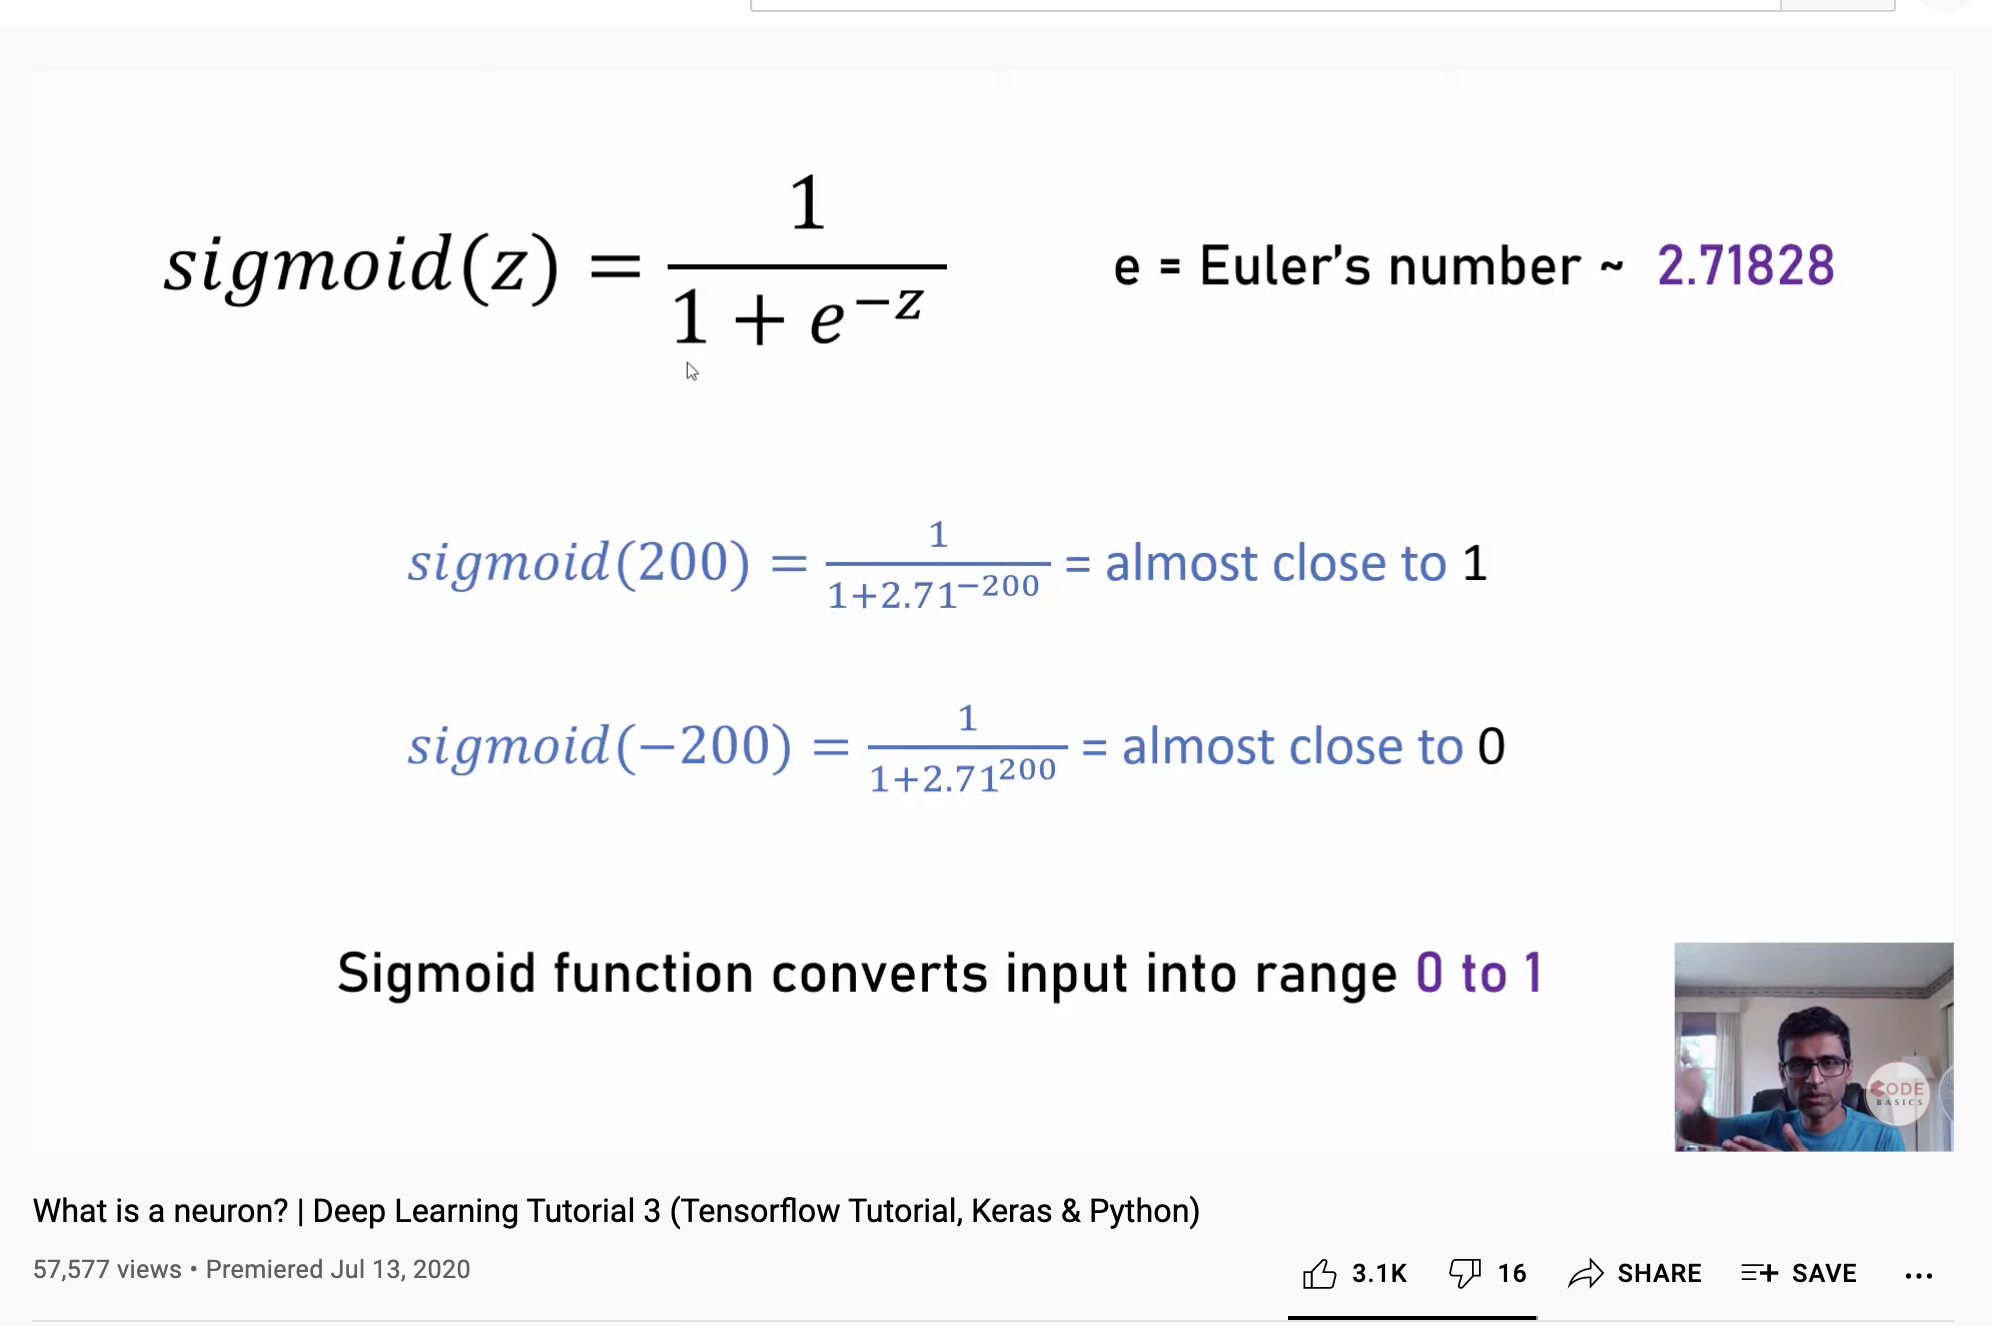 sigmoid(z) = 1 / 1 + e^−z
e = Euler's number ~ 2.71828
sigmoid(200) = 1 / 1+2.71^−200 = almost close to 1
sigmoid(−200) = 1 / 1+2.71^200 = almost close to 0
Sigmoid function converts input into range 0 to 1
CODE
BASICS
What is a neuron? | Deep Learning Tutorial 3 (Tensorflow Tutorial, Keras & Python)
57,577 views • Premiered Jul 13, 2020
3.1K 16 SHARE SAVE